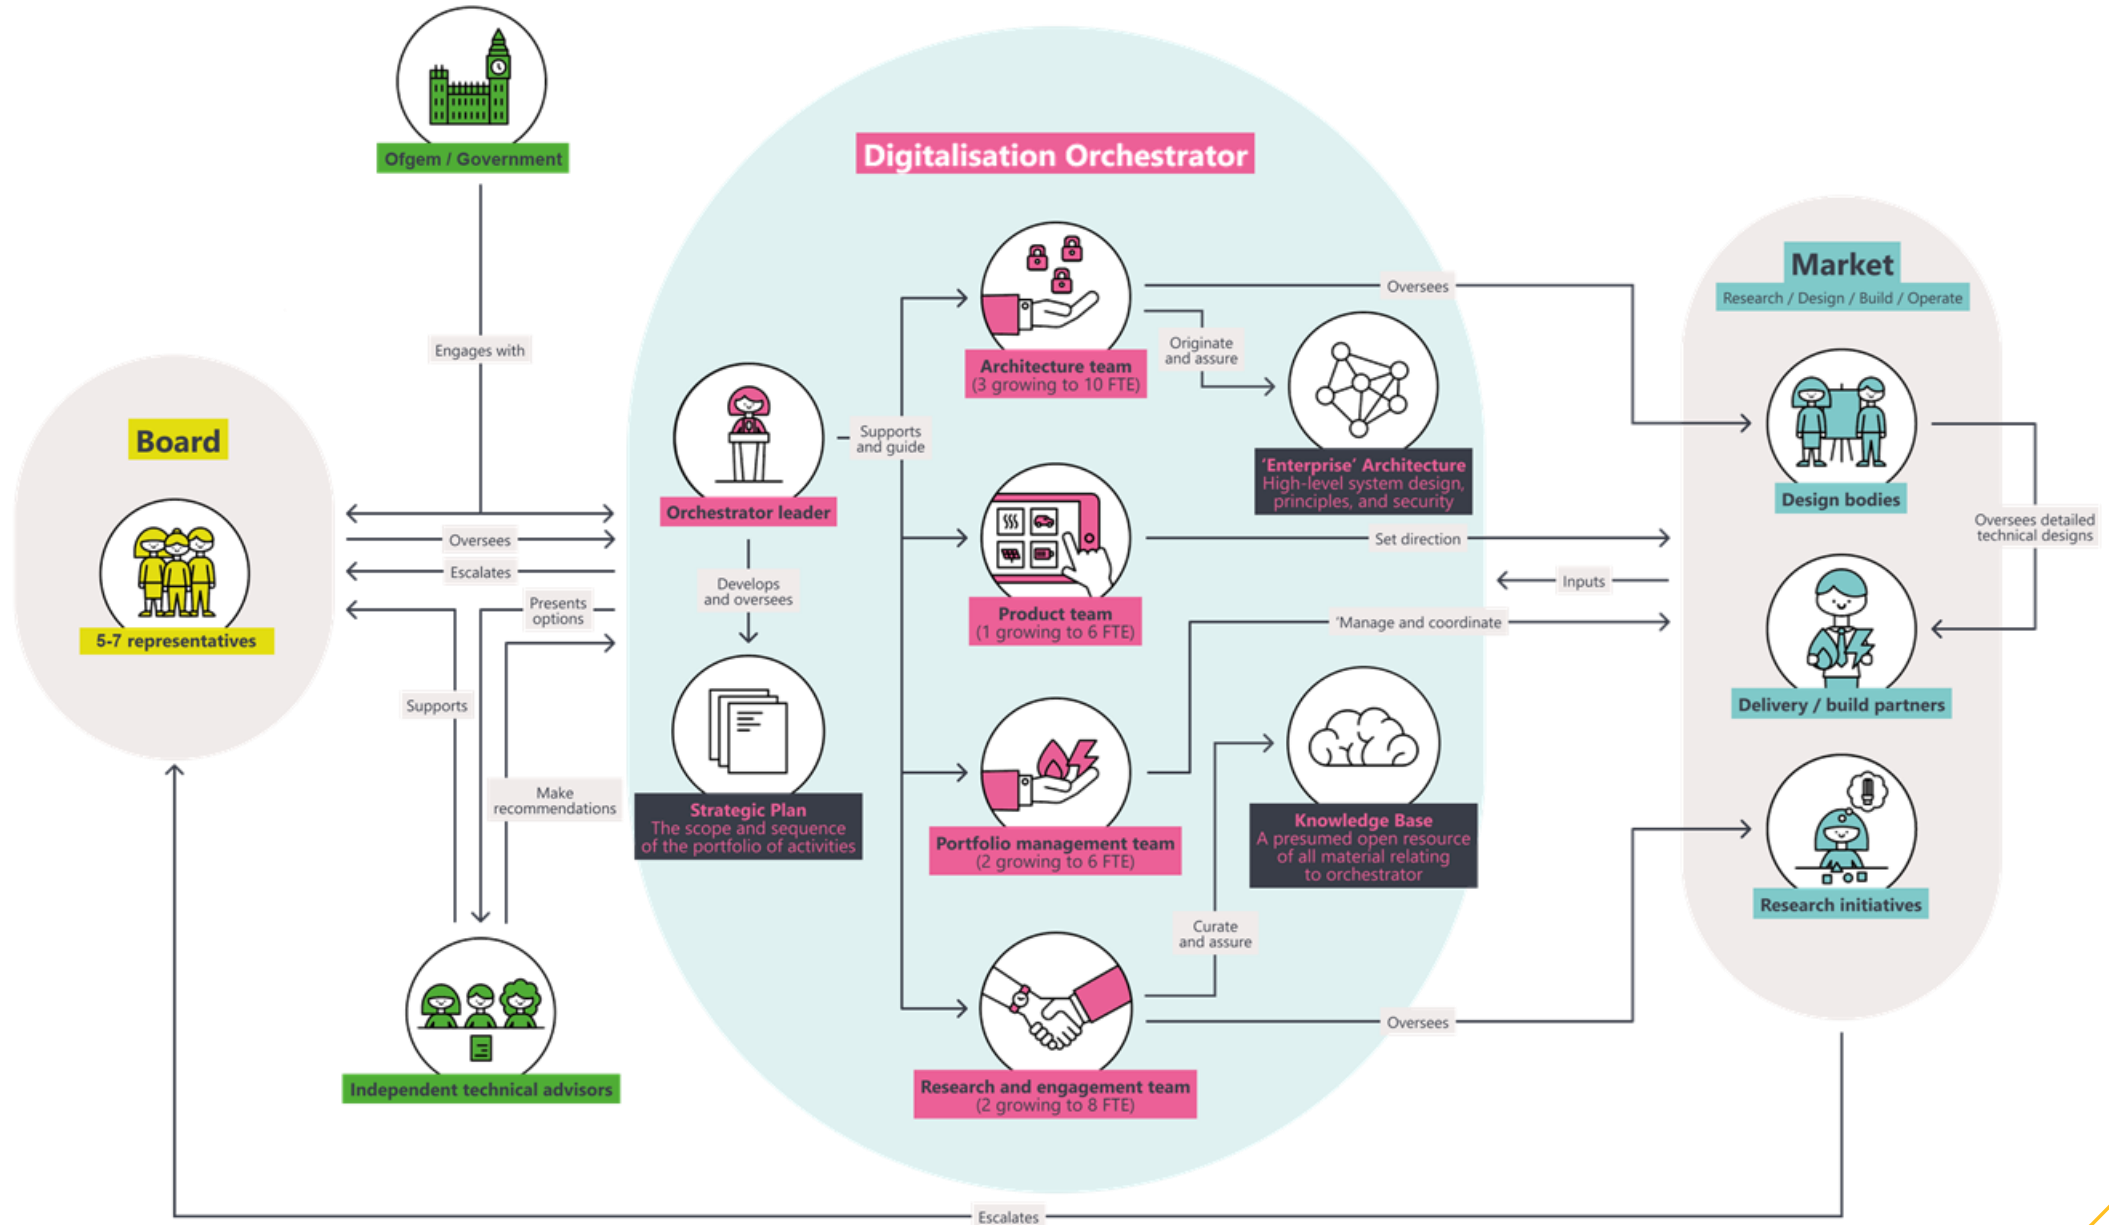 Ofgem / Government
Engages with
Board
5-7 representatives
Oversees
Escalates
Presents
options
Supports
Make
recommendations
Independent technical advisors
Digitalisation Orchestrator
Orchestrator leader
Supports
and guide
Develops
and oversees
Strategic Plan
The scope and sequence
of the portfolio of activities
Architecture team
(3 growing to 10 FTE)
Oversees
Originate
and assure
'Enterprise' Architecture
High-level system design,
principles, and security
Product team
(1 growing to 6 FTE)
Set direction
Inputs
'Manage and coordinate
Portfolio management team
(2 growing to 6 FTE)
Knowledge Base
A presumed open resource
of all material relating
to orchestrator
Curate
and assure
Research and engagement team
(2 growing to 8 FTE)
Oversees
Market
Research / Design / Build / Operate
Design bodies
Oversees detailed
technical designs
Delivery / build partners
Research initiatives
Escalates